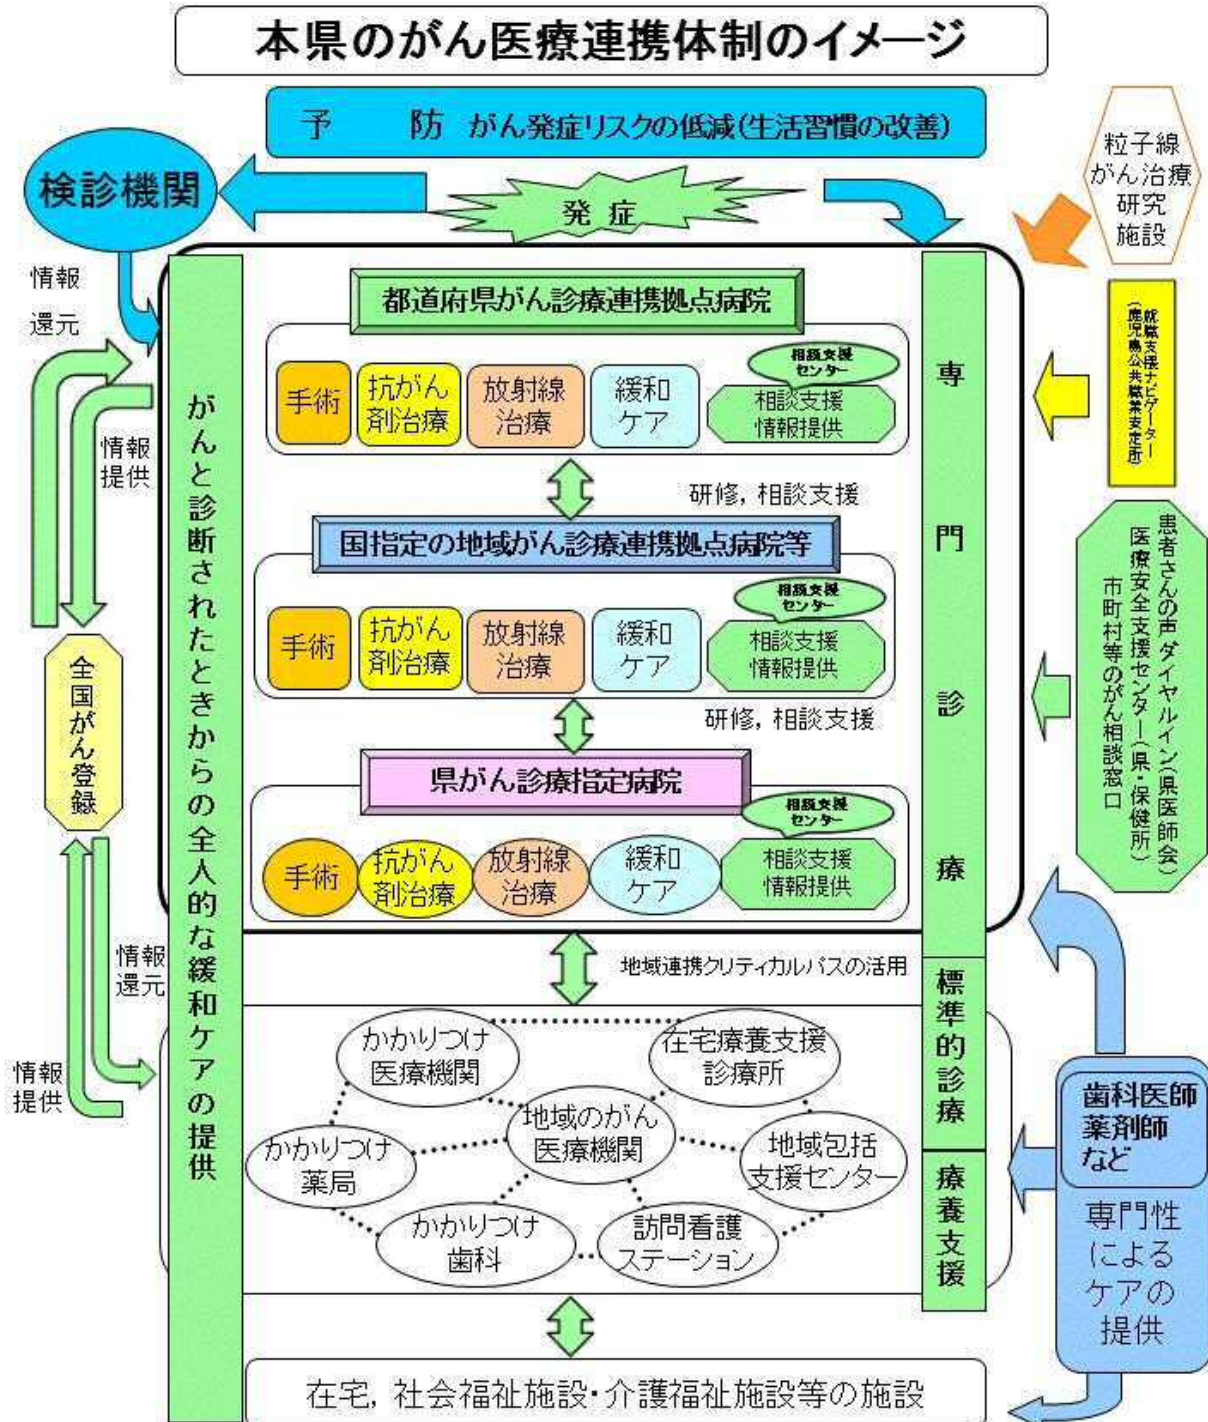 本県のがん医療連携体制のイメージ
予 防 がん発症リスクの低減(生活習慣の改善)
検診機関
発 症
粒子線
がん治療
研究
施設
情報
還元
都道府県がん診療連携拠点病院
相談支援
センター
手術
抗がん
剤治療
放射線
治療
緩和
ケア
相談支援
情報提供
就職支援ナビゲーター
(鹿児島公共職業安定所)
情報
提供
研修，相談支援
国指定の地域がん診療連携拠点病院等
相談支援
センター
手術
抗がん
剤治療
放射線
治療
緩和
ケア
相談支援
情報提供
患者さんの声ダイヤルイン(県医師会)
医療安全支援センター(県・保健所)
市町村等のがん相談窓口
研修，相談支援
全国がん登録
県がん診療指定病院
相談支援
センター
手術
抗がん
剤治療
放射線
治療
緩和
ケア
相談支援
情報提供
がんと診断されたときからの全人的な緩和ケアの提供
専門診療
標準的診療
療養支援
情報
還元
地域連携クリティカルパスの活用
情報
提供
かかりつけ
医療機関
在宅療養支援
診療所
地域のがん
医療機関
かかりつけ
薬局
地域包括
支援センター
かかりつけ
歯科
訪問看護
ステーション
歯科医師
薬剤師
など
専門性
による
ケアの
提供
在宅，社会福祉施設・介護福祉施設等の施設